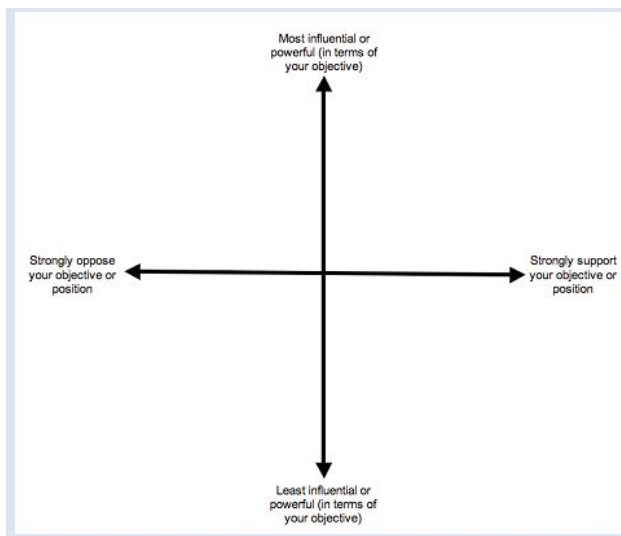 Most influential or
powerful (in terms of
your objective)
Strongly oppose
your objective or
position
Strongly support
your objective or
position
Least influential or
powerful (in terms of
your objective)